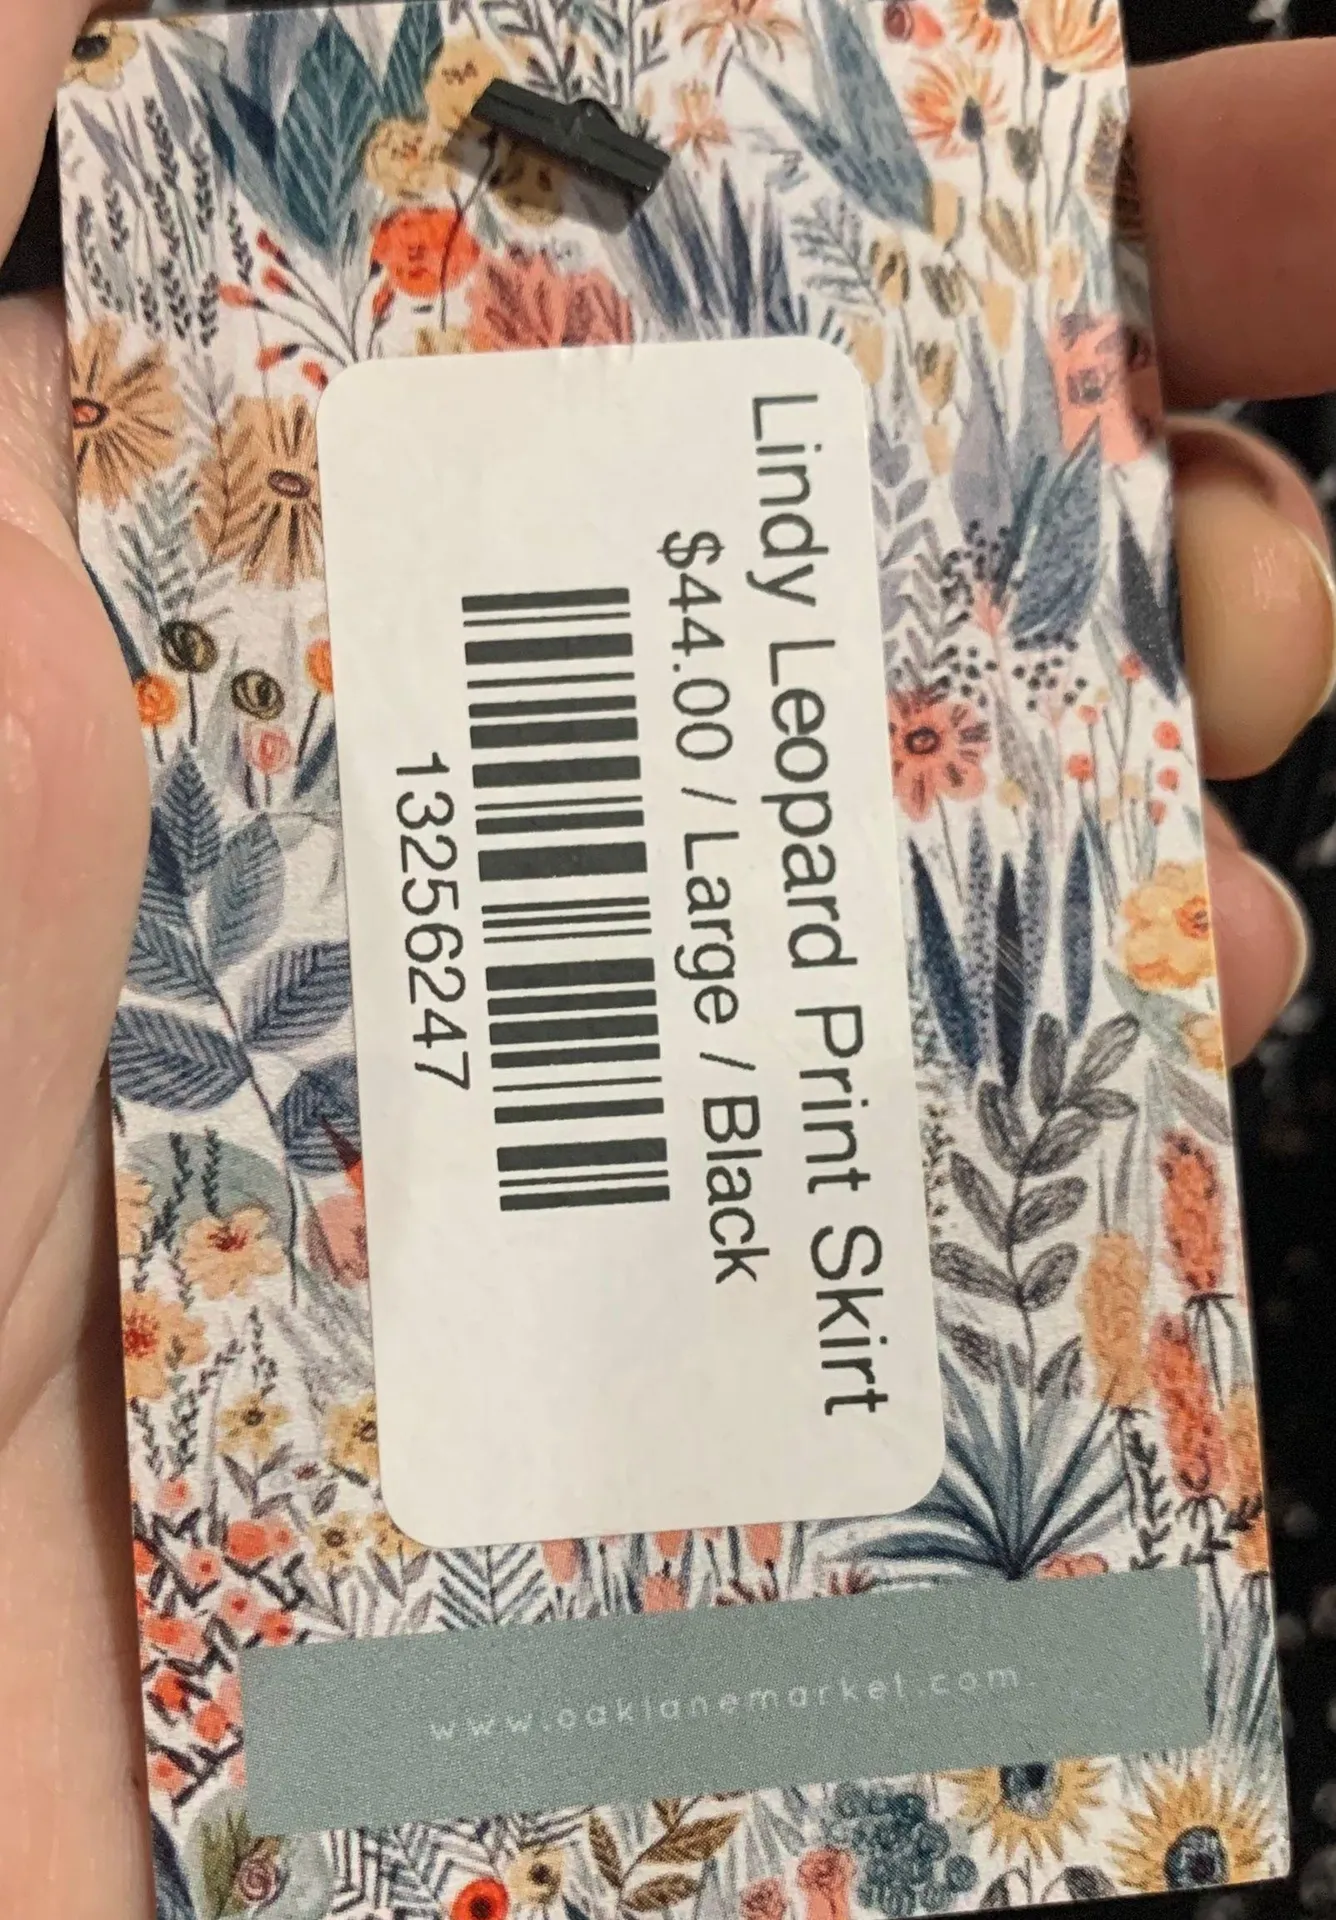 Lindy Leopard Print Skirt
$44.00 / Large / Black
13256247
www.oaklanemarket.com